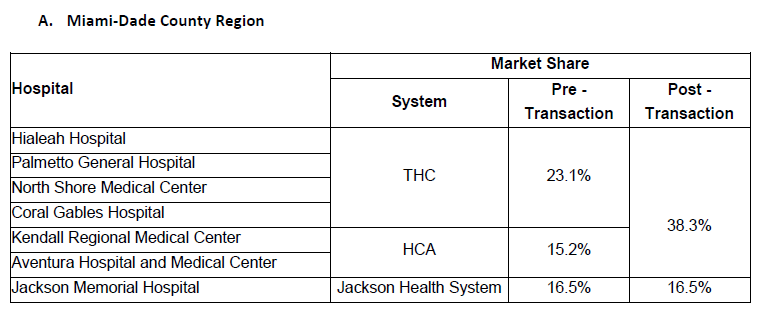 A. Miami-Dade County Region
Market Share
Hospital
System
Pre -
Transaction
Post -
Transaction
Hialeah Hospital
Palmetto General Hospital
North Shore Medical Center
Coral Gables Hospital
THC
23.1%
38.3%
Kendall Regional Medical Center
Aventura Hospital and Medical Center
HCA
15.2%
Jackson Memorial Hospital
Jackson Health System
16.5%
16.5%